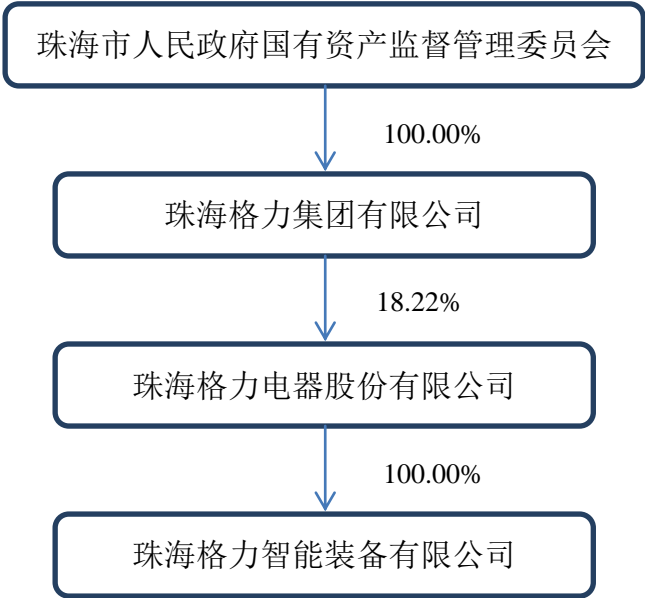 珠海市人民政府国有资产监督管理委员会
100.00%
珠海格力集团有限公司
18.22%
珠海格力电器股份有限公司
100.00%
珠海格力智能装备有限公司